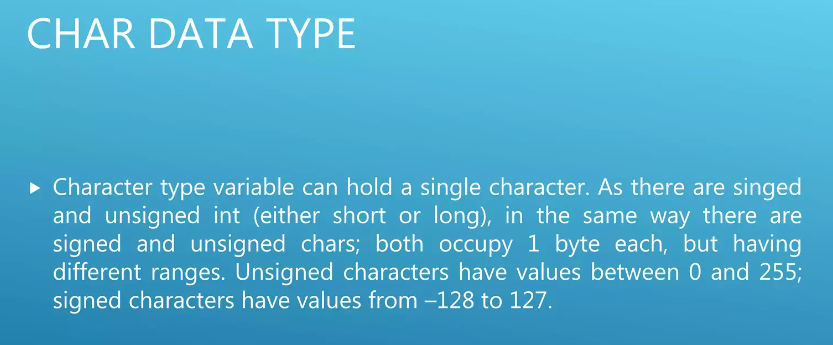 CHAR DATA TYPE
Character type variable can hold a single character. As there are singed
and unsigned int (either short or long), in the same way there are
signed and unsigned chars; both occupy 1 byte each, but having
different ranges. Unsigned characters have values between 0 and 255;
signed characters have values from –128 to 127.